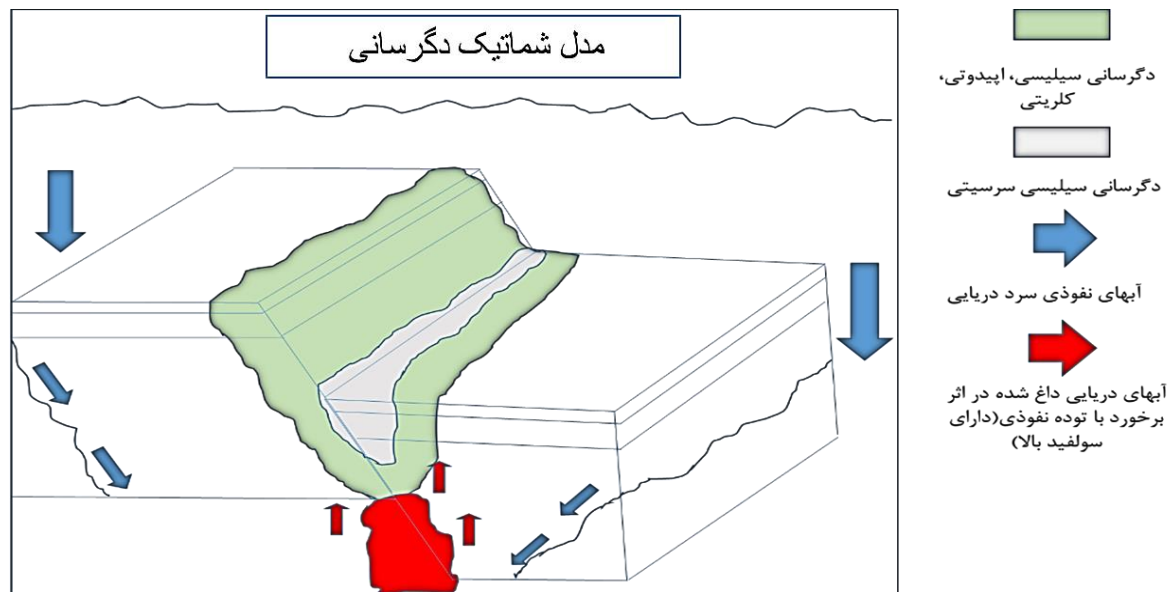 مدل شماتیک دگرسانی
دگرسانی سیلیسی، اپیدوتی،
کلریتی
دگرسانی سیلیسی سرسیتی
آبهای نفوذی سرد دریایی
آبهای دریایی داغ شده در اثر
برخورد با توده نفوذی(دارای
سولفید بالا)